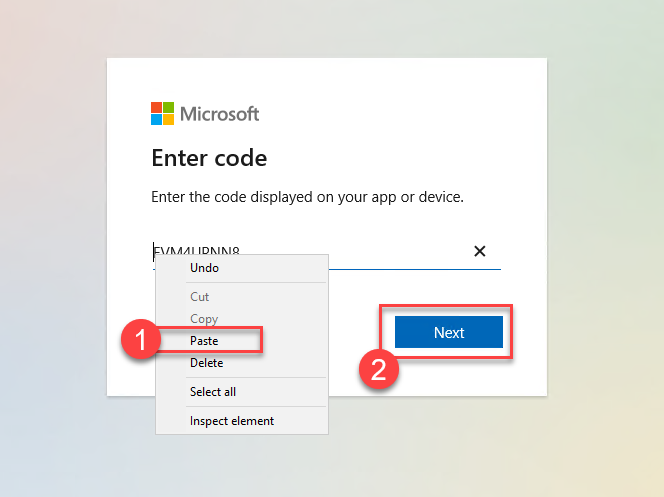 Microsoft
Enter code
Enter the code displayed on your app or device.
Undo
Cut
Copy
1
Paste
Next
Delete
2
Select all
Inspect element